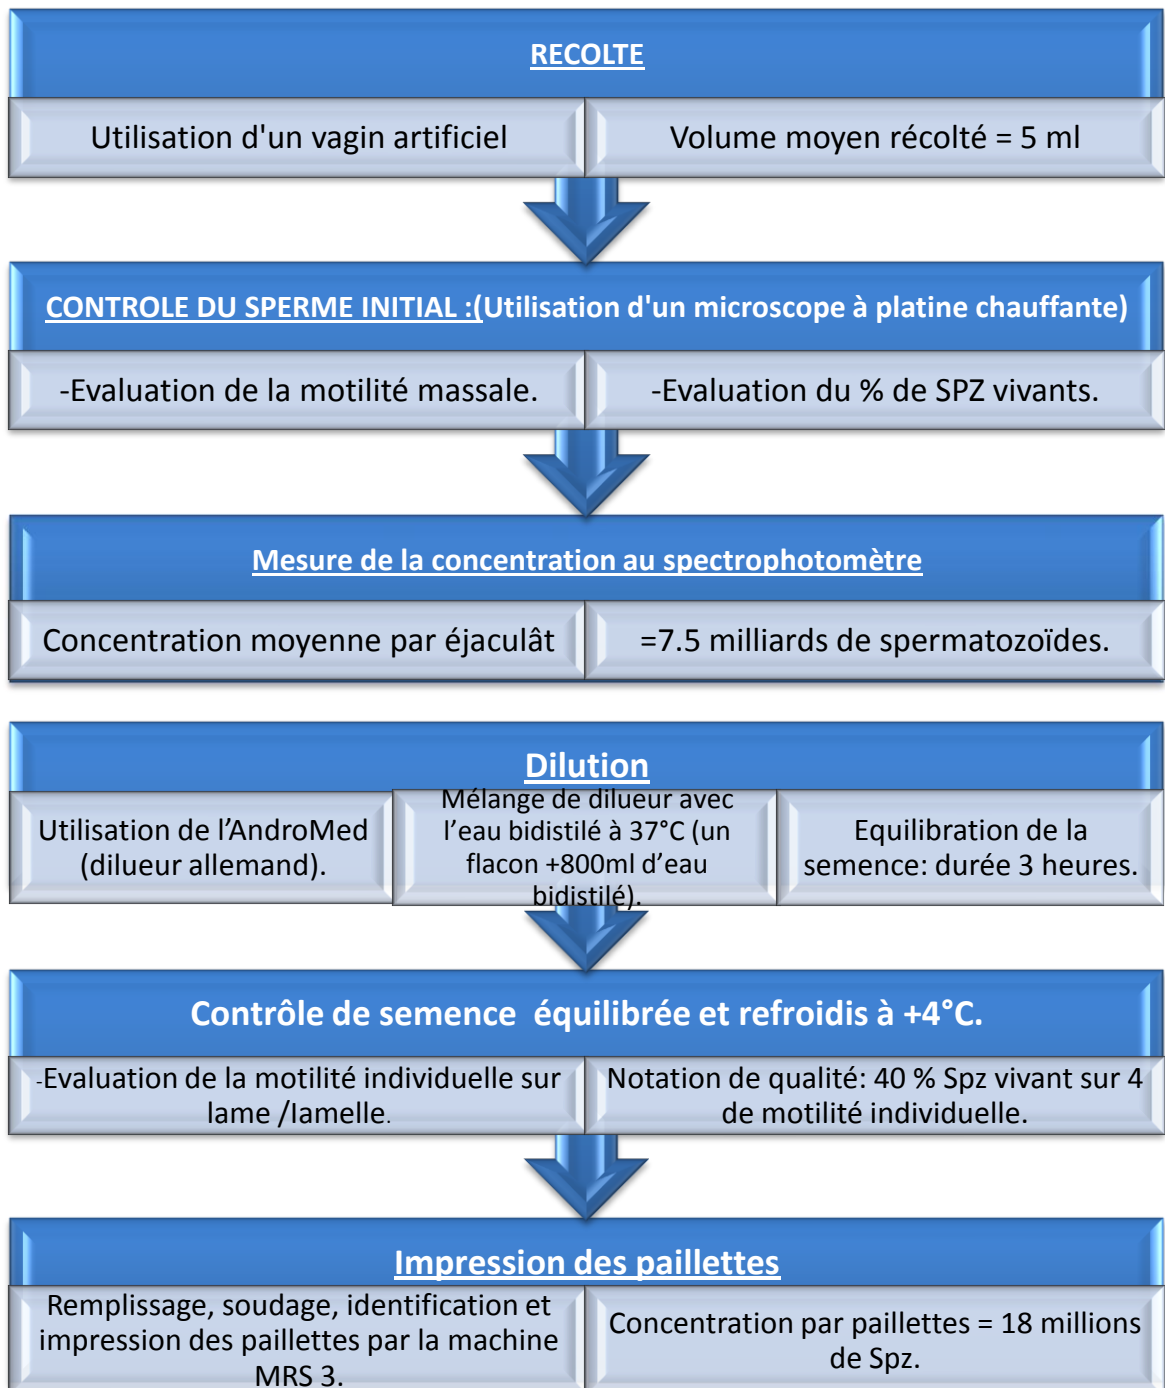 RECOLTE
Utilisation d'un vagin artificiel
Volume moyen récolté = 5 ml
CONTROLE DU SPERME INITIAL :(Utilisation d'un microscope à platine chauffante)
-Evaluation de la motilité massale.
-Evaluation du % de SPZ vivants.
Mesure de la concentration au spectrophotomètre
Concentration moyenne par éjaculât
=7.5 milliards de spermatozoïdes.
Dilution
Utilisation de l'AndroMed
(dilueur allemand).
Mélange de dilueur avec
l'eau bidistilé à 37°C (un
flacon +800ml d'eau
bidistilé).
Equilibration de la
semence: durée 3 heures.
Contrôle de semence  équilibrée et refroidis à +4°C.
-Evaluation de la motilité individuelle sur
lame /lamelle.
Notation de qualité: 40 % Spz vivant sur 4
de motilité individuelle.
Impression des paillettes
Remplissage, soudage, identification et
impression des paillettes par la machine
MRS 3.
Concentration par paillettes = 18 millions
de Spz.